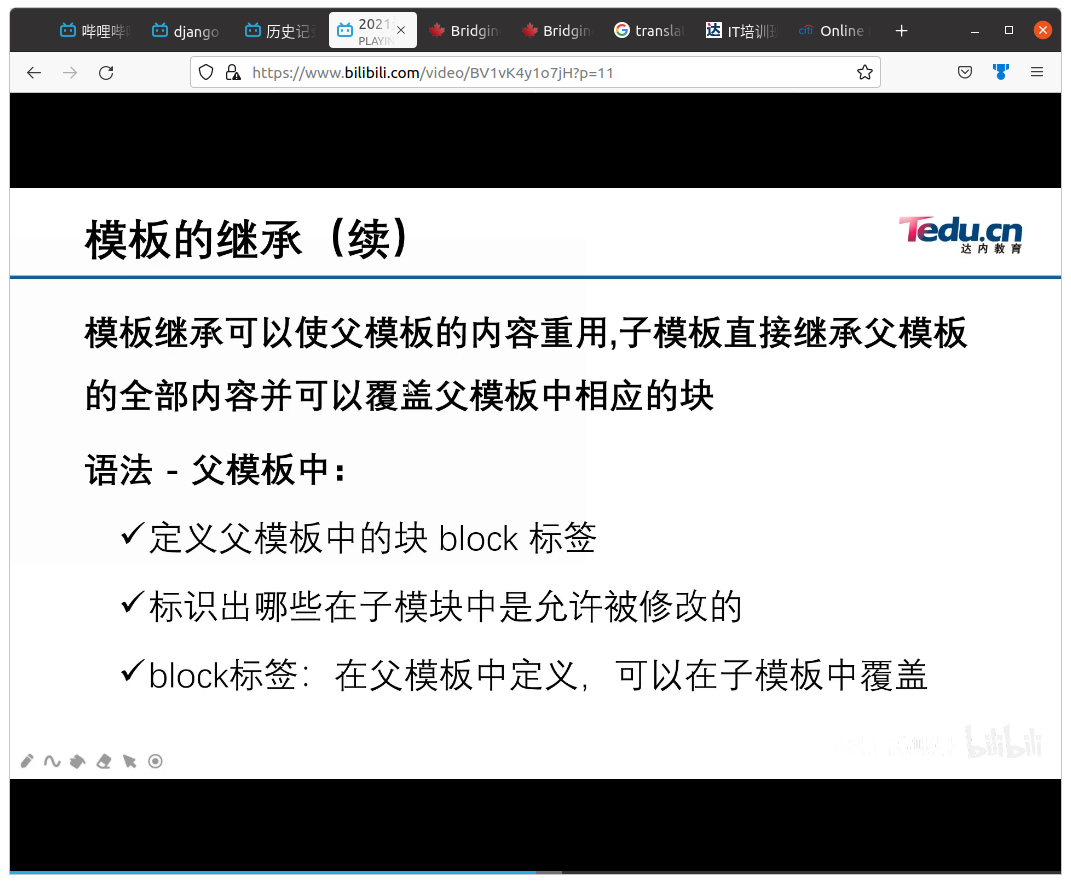 哔哩哔
django
历史记
2021
PLAYIN
Bridgin
Bridgin
translat
IT培训
citi
Online
https://www.bilibili.com/video/BV1vK4y1o7jH?p=11
模板的继承（续）
Tedu.cn
达内教育
模板继承可以使父模板的内容重用,子模板直接继承父模板
的全部内容并可以覆盖父模板中相应的块
语法 - 父模板中：
✓定义父模板中的块 block 标签
✓标识出哪些在子模块中是允许被修改的
✓block标签：在父模板中定义，可以在子模板中覆盖
bilibili